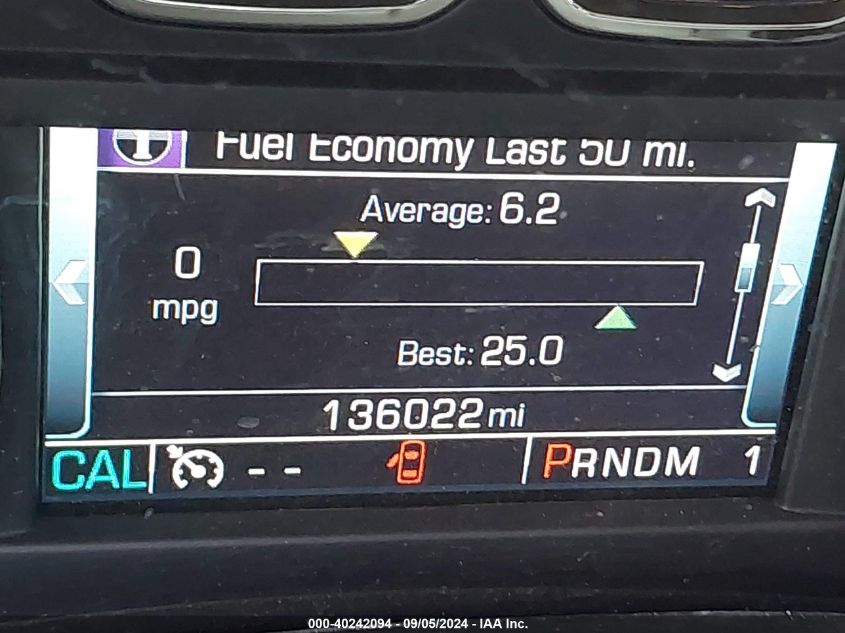 Fuel Economy Last 50 mi.
Average: 6.2
0
mpg
Best: 25.0
136022 mi
CAL -- PRNDM 1
000-40242094 - 09/05/2024 - IAA Inc.